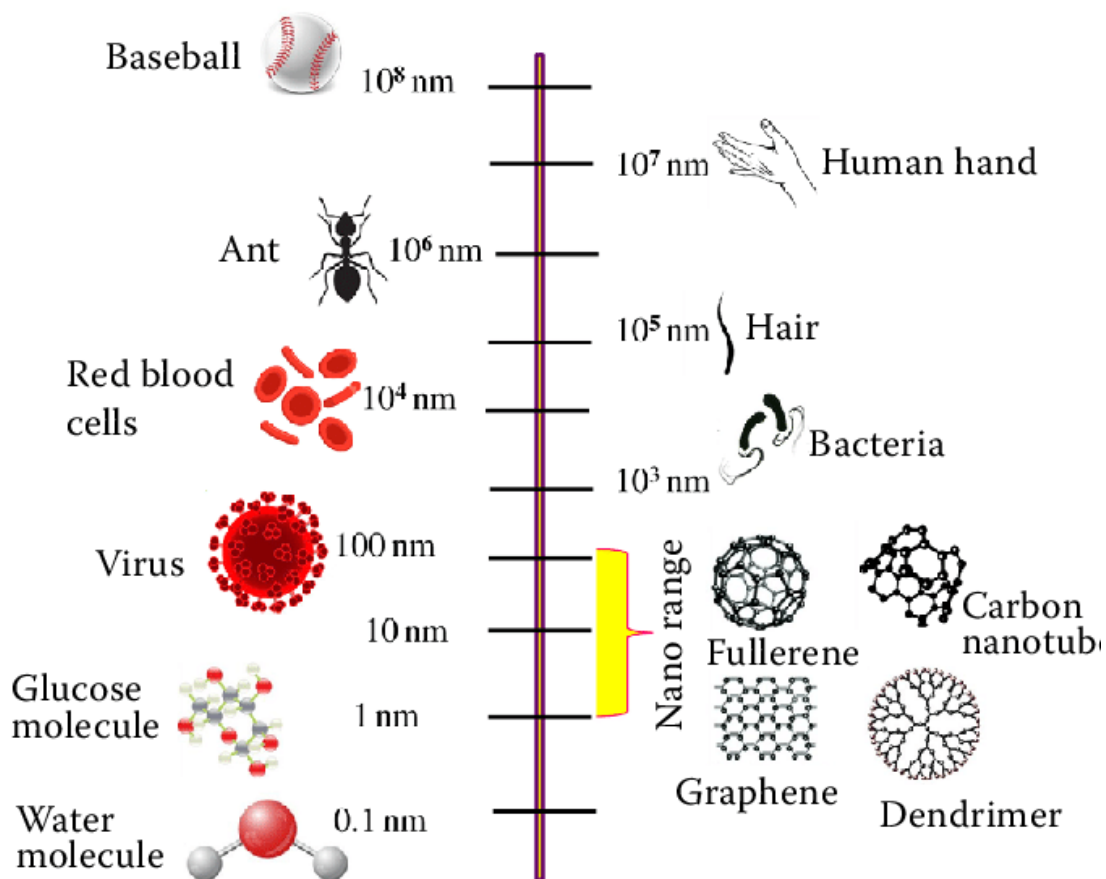 Baseball
10⁸ nm
10⁷ nm
Human hand
Ant
10⁶ nm
10⁵ nm
Hair
Red blood
cells
10⁴ nm
Bacteria
10³ nm
Virus
100 nm
Nano range
10 nm
Fullerene
Carbon
nanotube
Glucose
molecule
1 nm
Graphene
Dendrimer
Water
molecule
0.1 nm